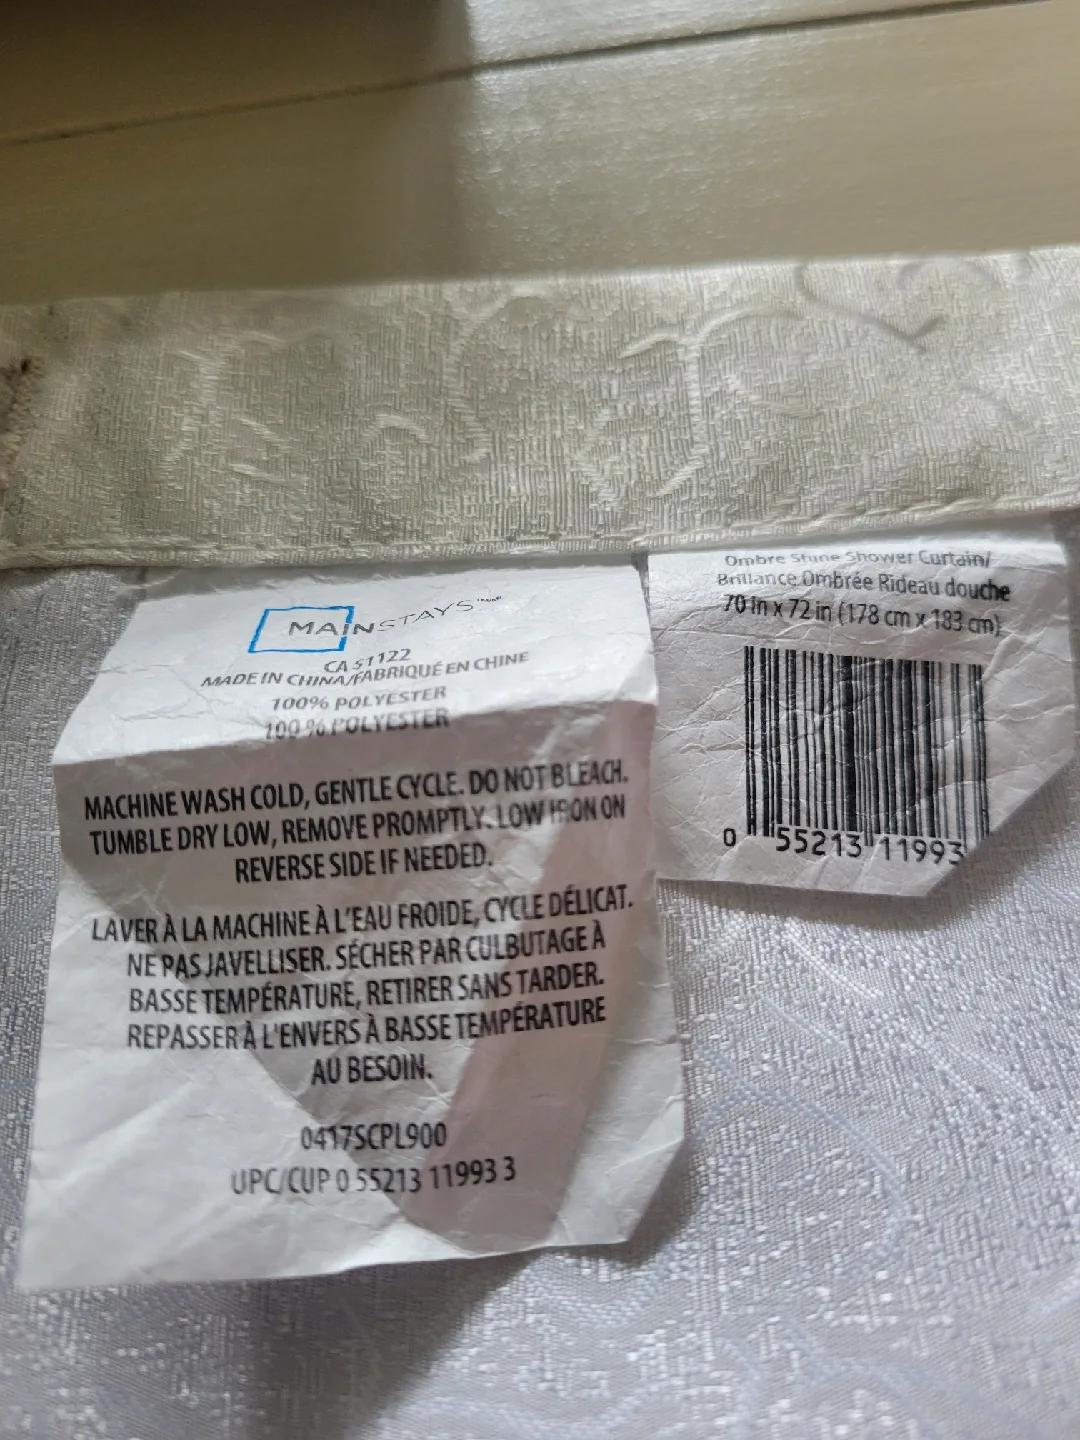 MAINSTAYS
CA 51122
MADE IN CHINA/FABRIQUÉ EN CHINE
100% POLYESTER
100 % POLYESTER
MACHINE WASH COLD, GENTLE CYCLE. DO NOT BLEACH.
TUMBLE DRY LOW, REMOVE PROMPTLY. LOW IRON ON
REVERSE SIDE IF NEEDED.
LAVER À LA MACHINE À L'EAU FROIDE, CYCLE DÉLICAT.
NE PAS JAVELLISER. SÉCHER PAR CULBUTAGE À
BASSE TEMPÉRATURE, RETIRER SANS TARDER.
REPASSER À L'ENVERS À BASSE TEMPÉRATURE
AU BESOIN.
0417SCPL900
UPC/CUP 0 55213 11993 3
Ombre Shine Shower Curtain/
Brillance Ombrée Rideau douche
70 in x 72 in (178 cm x 183 cm)
0 55213 11993